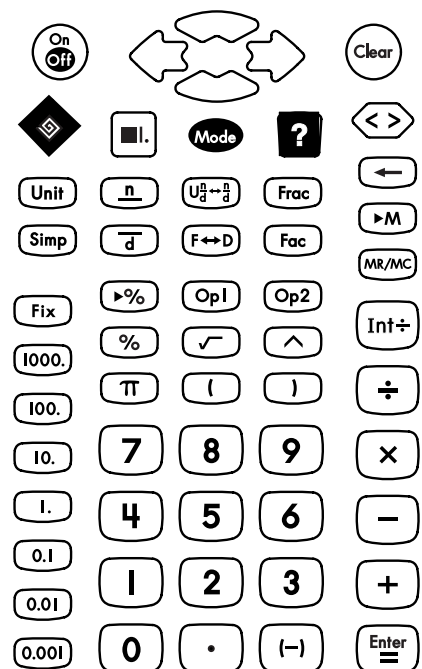 On
Off
Clear
I.
Mode
?
< >
Unit
n
U n/d ↔ n/d
Frac
←
Simp
d
F↔D
Fac
▸M
MR/MC
Fix
▸%
Op1
Op2
Int÷
1000.
%
√
^
100.
π
(
)
÷
10.
7
8
9
×
1.
4
5
6
−
0.1
0.01
1
2
3
+
0.001
0
.
(−)
Enter
=